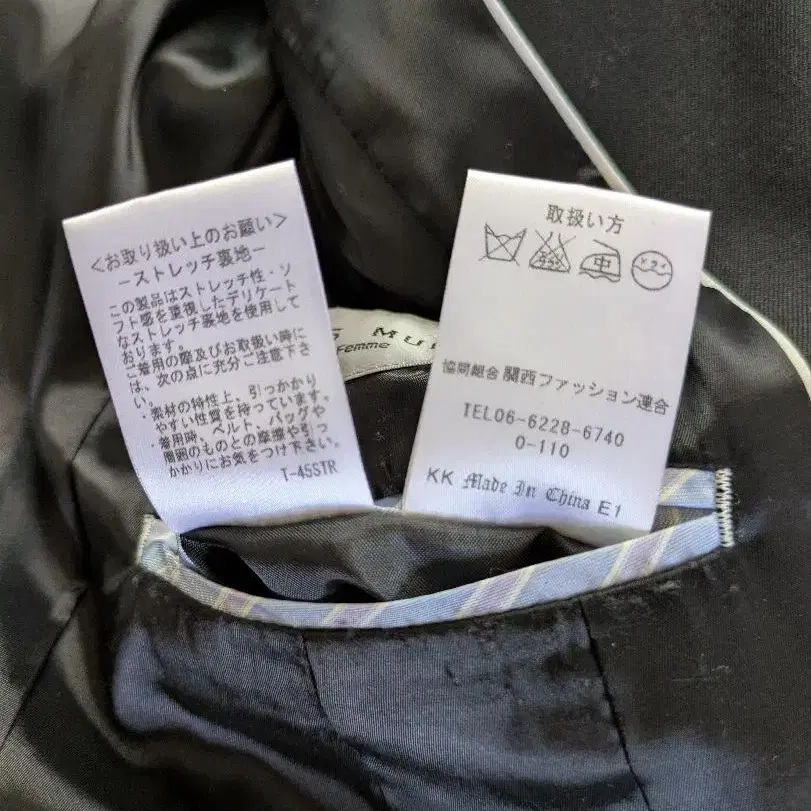 <お取り扱い上のお願い>
−ストレッチ裏地−
この製品はストレッチ性・ソ
フト感を重視したデリケート
なストレッチ裏地を使用して
おります。
ご着用の際及びお取扱い時に
は、次の点に充分ご注意下さ
い。
・素材の特性上、引っかかり
やすい性質を持っています。
・着用時、ベルト、バッグや
周囲のものとの摩擦や引っ
かかりにお気をつけ下さい。
T-45STR
Femme
取扱い方
中
協同組合 関西ファッション連合
TEL06-6228-6740
0-110
KK Made In China E1